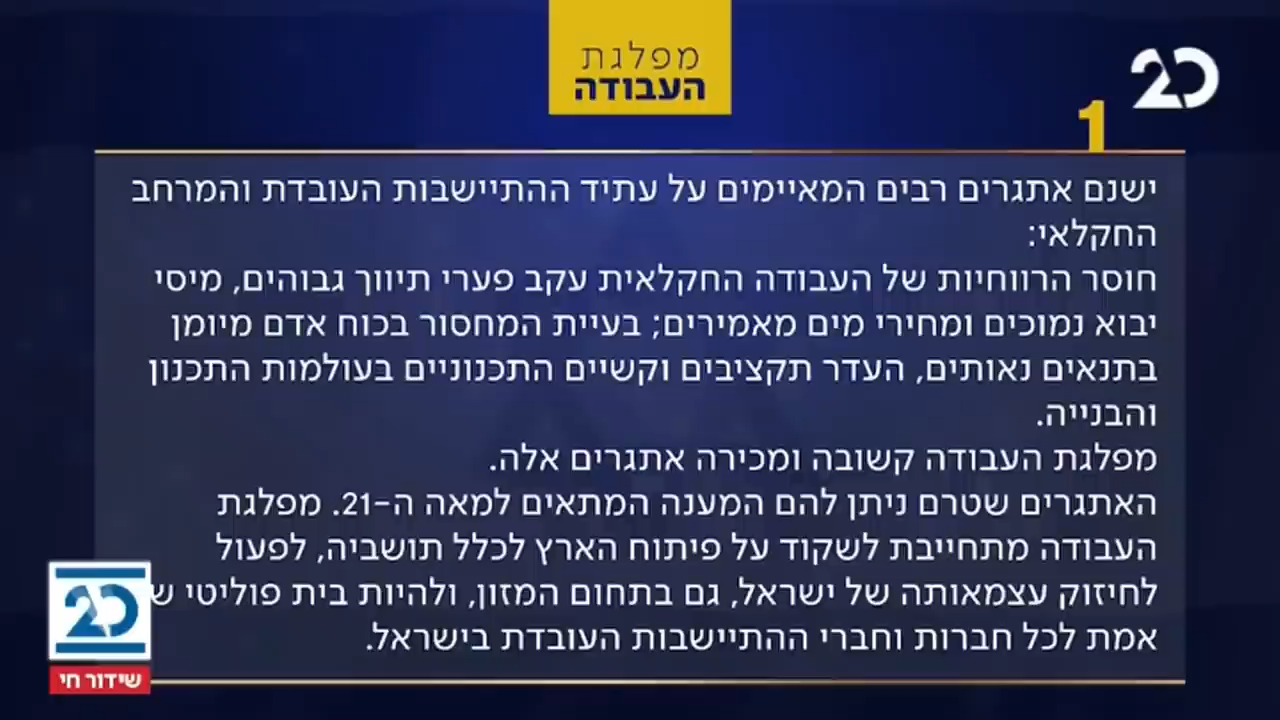 מפלגת
העבודה
20
1
ישנם אתגרים רבים המאיימים על עתיד ההתיישבות העובדת והמרחב
החקלאי:
חוסר הרווחיות של העבודה החקלאית עקב פערי תיווך גבוהים, מיסי
יבוא נמוכים ומחירי מים מאמירים; בעיית המחסור בכוח אדם מיומן
בתנאים נאותים, העדר תקציבים וקשיים התכנוניים בעולמות התכנון
והבנייה.
מפלגת העבודה קשובה ומכירה אתגרים אלה.
האתגרים שטרם ניתן להם המענה המתאים למאה ה-21. מפלגת
העבודה מתחייבת לשקוד על פיתוח הארץ לכלל תושביה, לפעול
לחיזוק עצמאותה של ישראל, גם בתחום המזון, ולהיות בית פוליטי
אמת לכל חברות וחברי ההתיישבות העובדת בישראל.
20
שידור חי